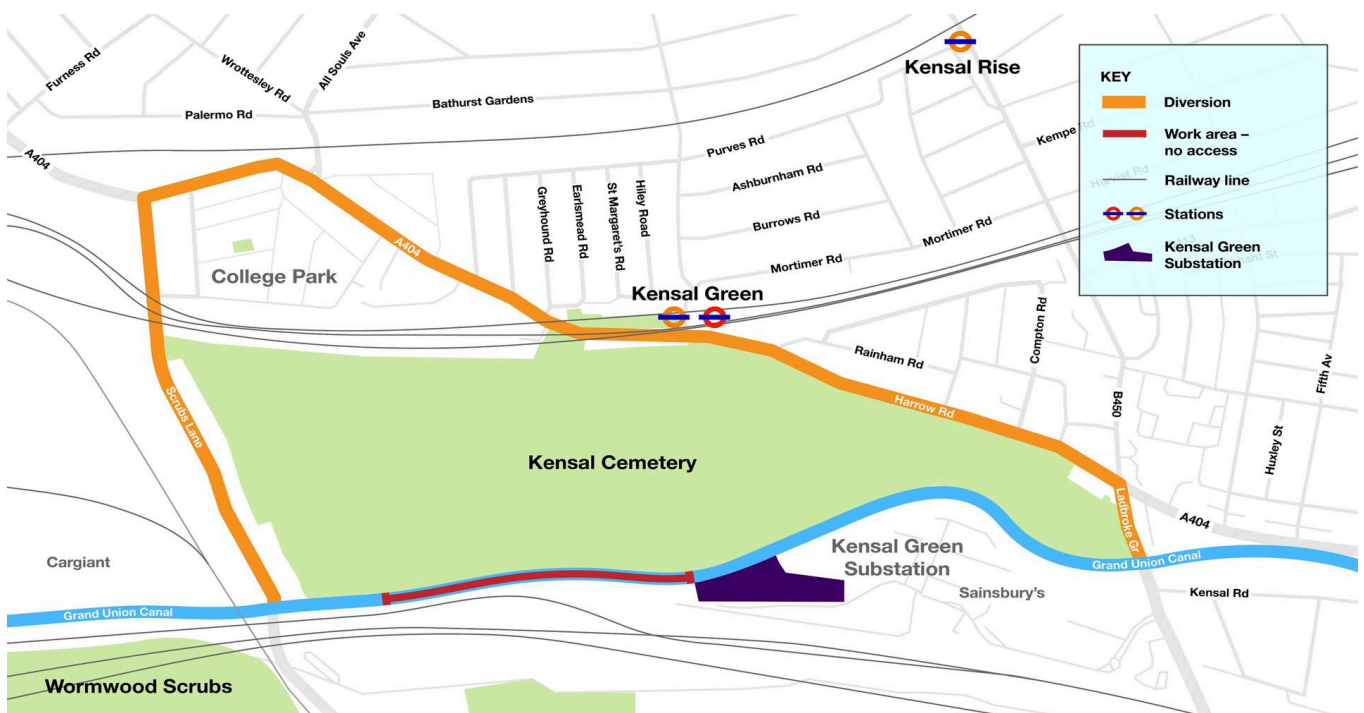 Furness Rd
Wrottesley Rd
All Souls Ave
Palermo Rd
Bathurst Gardens
A404
Kensal Rise
Purves Rd
Ashburnham Rd
Burrows Rd
Mortimer Rd
Mortimer Rd
Kempe Rd
Harvist Rd
KEY
Diversion
Work area –
no access
Railway line
Stations
Kensal Green
Substation
Greyhound Rd
Earlsmead Rd
St Margaret's Rd
Hiley Road
A404
College Park
Kensal Green
Rainham Rd
Compton Rd
B450
Fifth Av
Huxley St
Harrow Rd
Scrubs Lane
Kensal Cemetery
Ladbroke Gr
A404
Cargiant
Kensal Green
Substation
Sainsbury's
Grand Union Canal
Kensal Rd
Grand Union Canal
Wormwood Scrubs